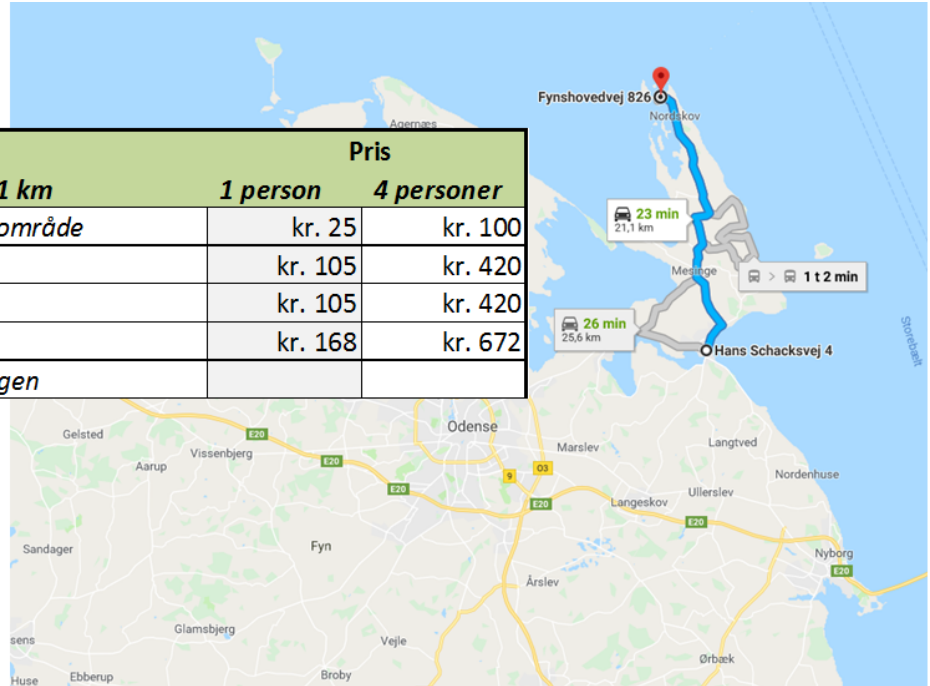 Pris
1 km 1 person 4 personer
område kr. 25 kr. 100
kr. 105 kr. 420
kr. 105 kr. 420
kr. 168 kr. 672
gen
Fynshovedvej 826
Nordskov
Agernæs
23 min
21,1 km
Mesinge
1 t 2 min
26 min
25,6 km
Hans Schacksvej 4
Storebælt
Odense
Gelsted
E20
Marslev
Langtved
Vissenbjerg
Aarup
E20
O3
9
Nordenhuse
E20
Ullerslev
Langeskov
E20
E20
Sandager
Fyn
Nyborg
E20
Årslev
Glamsbjerg
sens
Vejle
Ørbæk
Huse
Ebberup
Broby